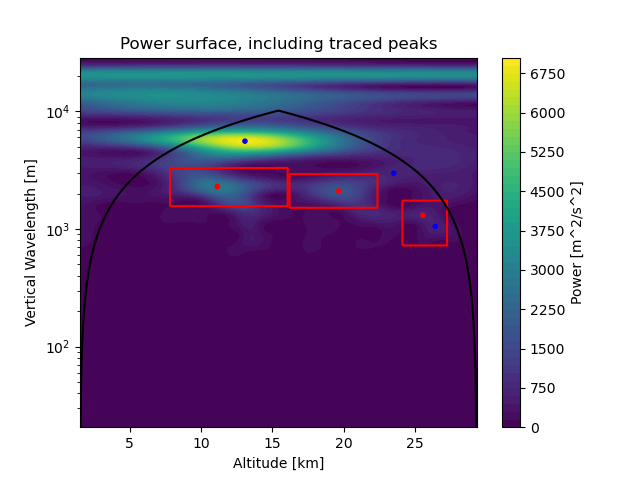 Power surface, including traced peaks
Vertical Wavelength [m]
10^4
10^3
10^2
5 10 15 20 25
Altitude [km]
6750
6000
5250
4500
3750
3000
2250
1500
750
0
Power [m^2/s^2]